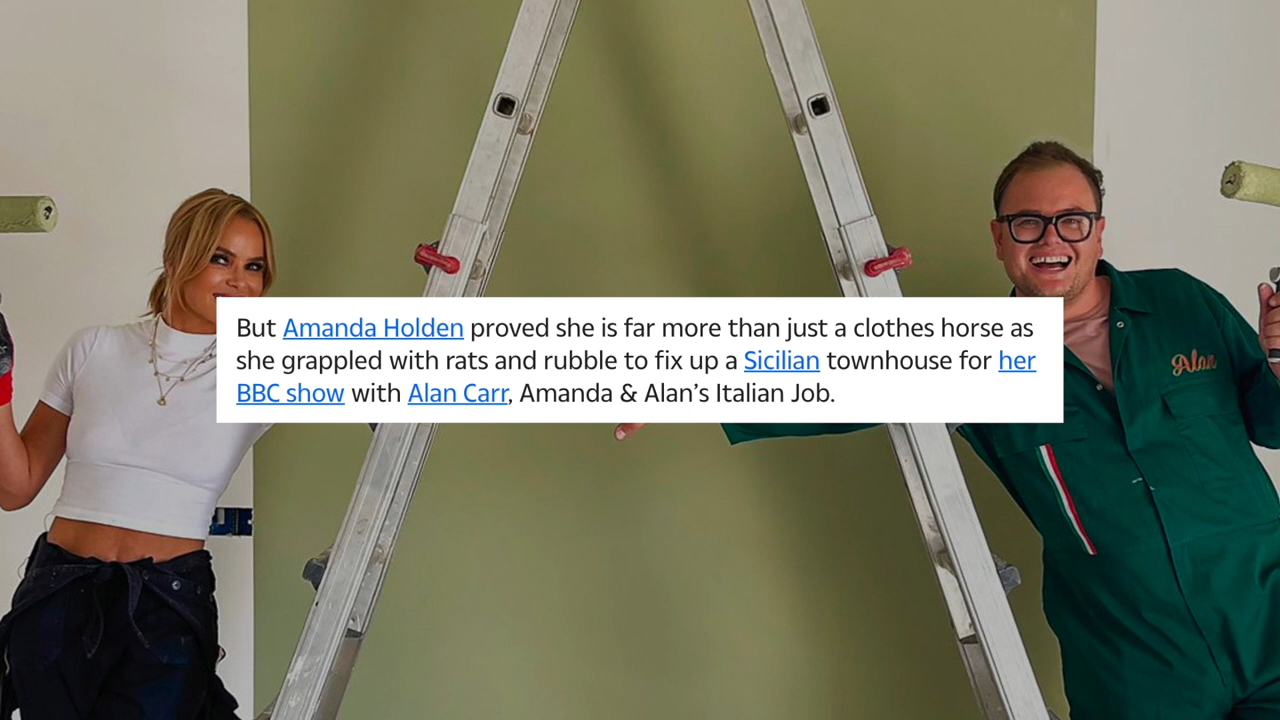 But Amanda Holden proved she is far more than just a clothes horse as
she grappled with rats and rubble to fix up a Sicilian townhouse for her
BBC show with Alan Carr, Amanda & Alan’s Italian Job.
Alan